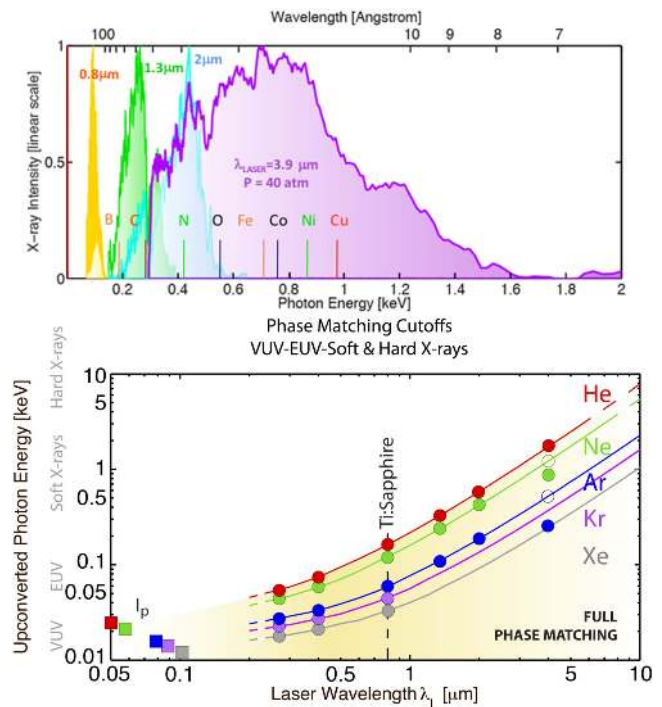 Wavelength [Angstrom]
100 10 9 8 7
1
0.8µm 1.3µm 2µm
X-ray Intensity [linear scale]
0.5
λLASER=3.9 µm
P = 40 atm
B C N O Fe Co Ni Cu
0
0.2 0.4 0.6 0.8 1 1.2 1.4 1.6 1.8 2
Photon Energy [keV]
Phase Matching Cutoffs
VUV-EUV-Soft & Hard X-rays
Upconverted Photon Energy [keV]
VUV EUV Soft X-rays Hard X-rays
10
5
1
0.5
0.1
0.05
0.01
He
Ne
Ar
Kr
Xe
Ti:Sapphire
Ip
FULL
PHASE MATCHING
0.05 0.1 0.5 1 5 10
Laser Wavelength λL [µm]